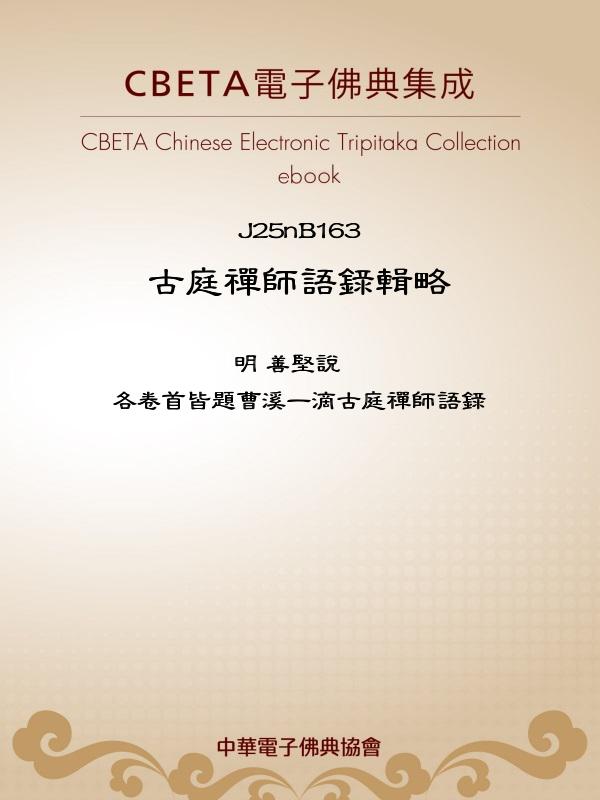 CBETA電子佛典集成
CBETA Chinese Electronic Tripitaka Collection
ebook
J25nB163
古庭禪師語錄輯略
明 善堅說
各卷首皆題曹溪一滴古庭禪師語錄
中華電子佛典協會